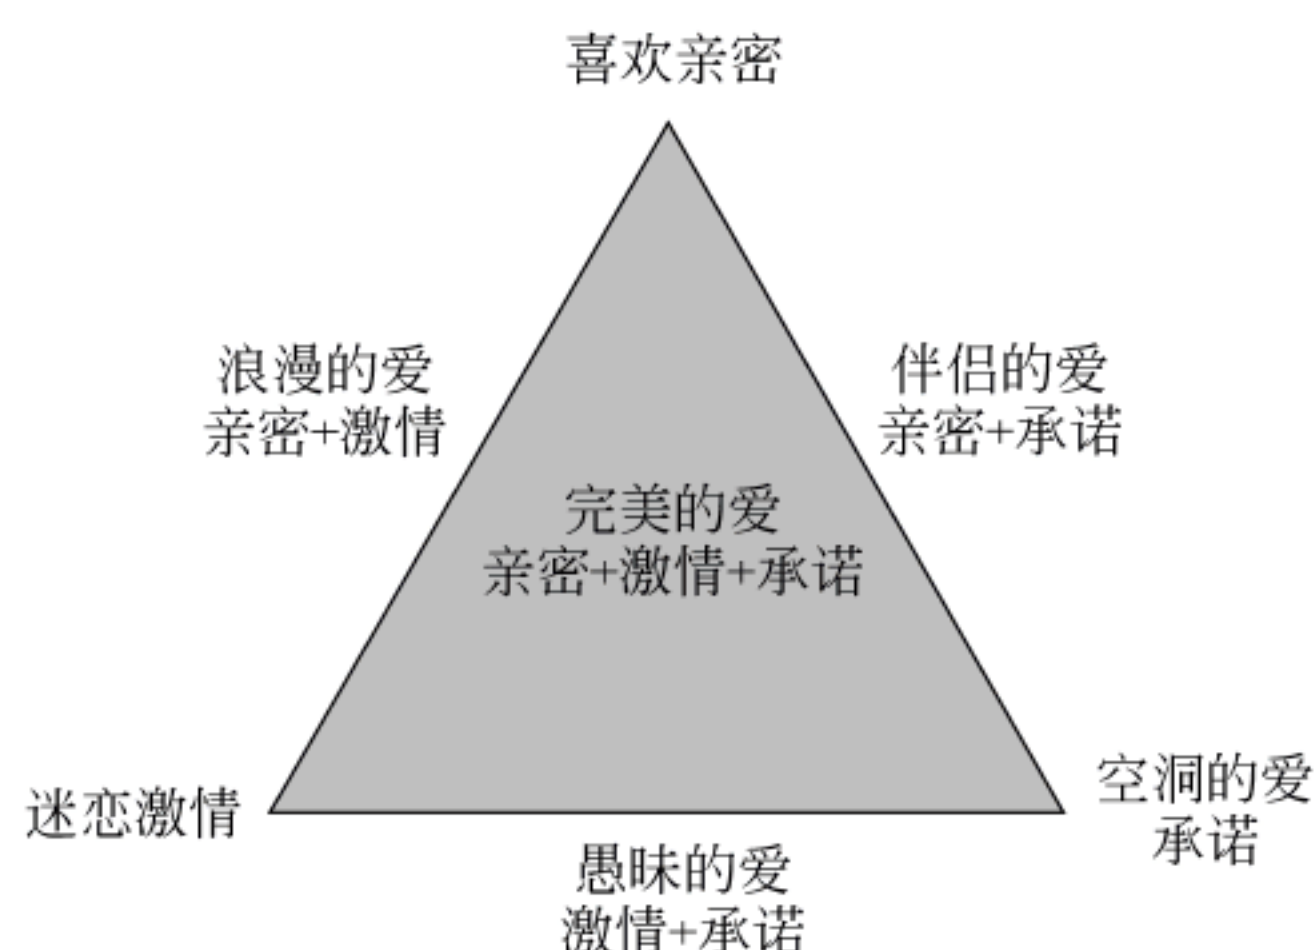 喜欢亲密
浪漫的爱
亲密+激情
伴侣的爱
亲密+承诺
完美的爱
亲密+激情+承诺
迷恋激情
空洞的爱
承诺
愚昧的爱
激情+承诺